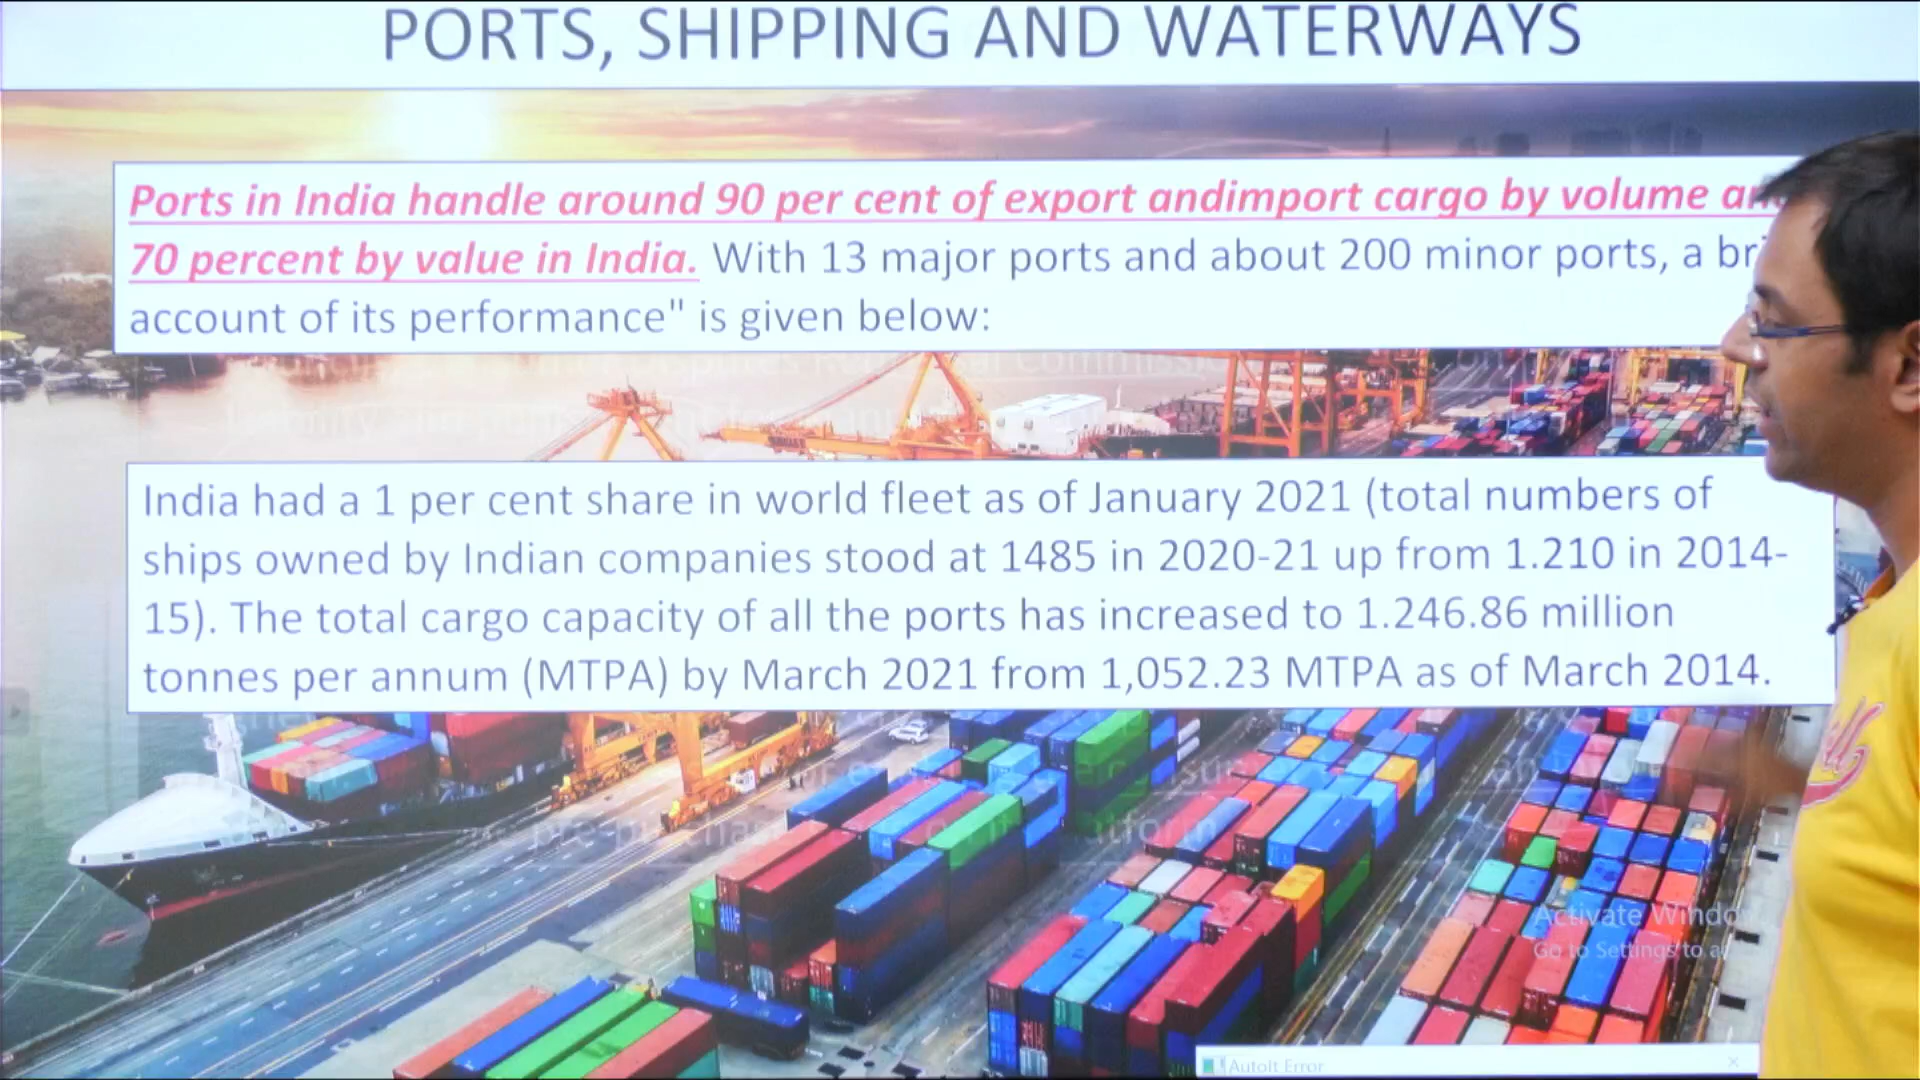 PORTS, SHIPPING AND WATERWAYS
Ports in India handle around 90 per cent of export andimport cargo by volume
70 percent by value in India. With 13 major ports and about 200 minor ports, a
account of its performance" is given below:
India had a 1 per cent share in world fleet as of January 2021 (total numbers of
ships owned by Indian companies stood at 1485 in 2020-21 up from 1.210 in 2014-
15). The total cargo capacity of all the ports has increased to 1.246.86 million
tonnes per annum (MTPA) by March 2021 from 1,052.23 MTPA as of March 2014.
Activate
Go to Settings to
AutoIt Error